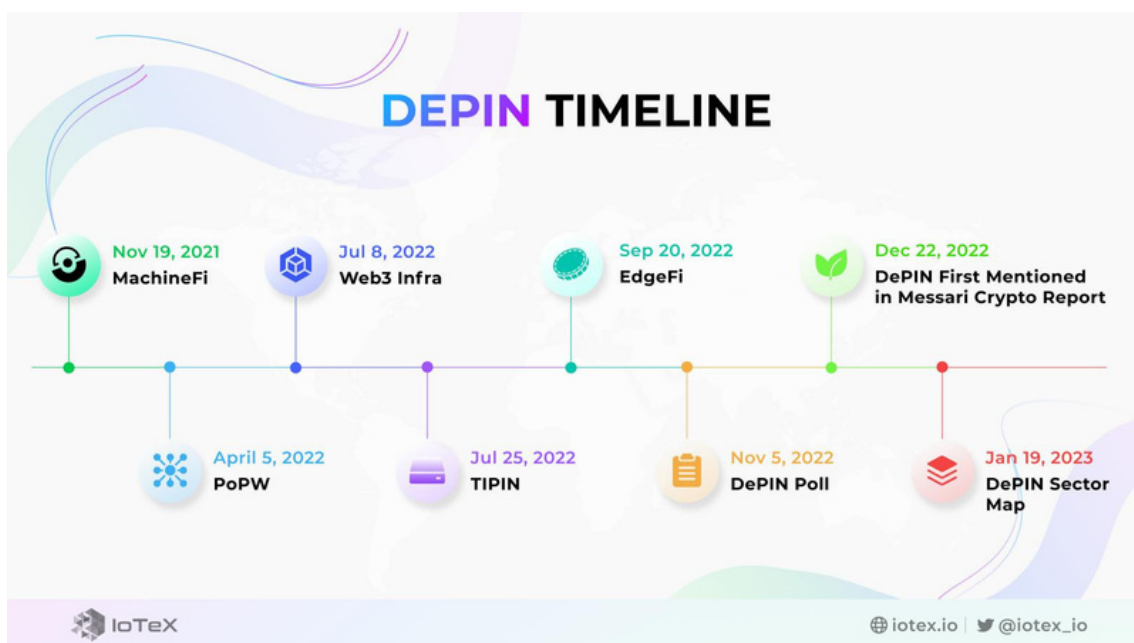 DEPIN TIMELINE
Nov 19, 2021
MachineFi
April 5, 2022
PoPW
Jul 8, 2022
Web3 Infra
Jul 25, 2022
TIPIN
Sep 20, 2022
EdgeFi
Nov 5, 2022
DePIN Poll
Dec 22, 2022
DePIN First Mentioned
in Messari Crypto Report
Jan 19, 2023
DePIN Sector
Map
IoTeX
iotex.io
@iotex_io